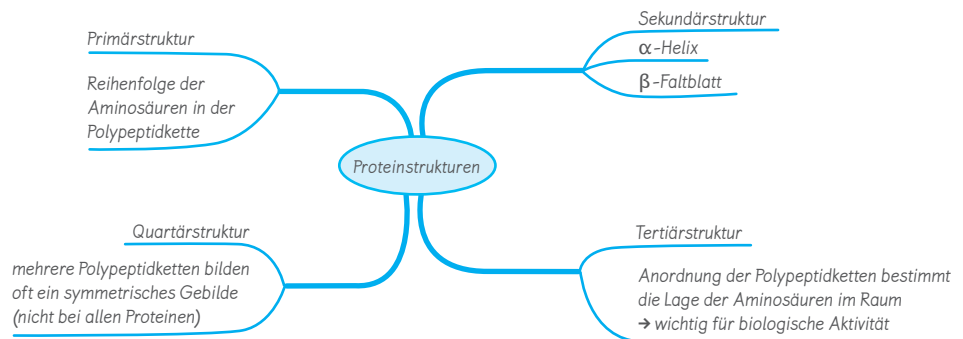 Primärstruktur
Reihenfolge der
Aminosäuren in der
Polypeptidkette
Sekundärstruktur
α-Helix
β-Faltblatt
Proteinstrukturen
Quartärstruktur
mehrere Polypeptidketten bilden
oft ein symmetrisches Gebilde
(nicht bei allen Proteinen)
Tertiärstruktur
Anordnung der Polypeptidketten bestimmt
die Lage der Aminosäuren im Raum
→ wichtig für biologische Aktivität